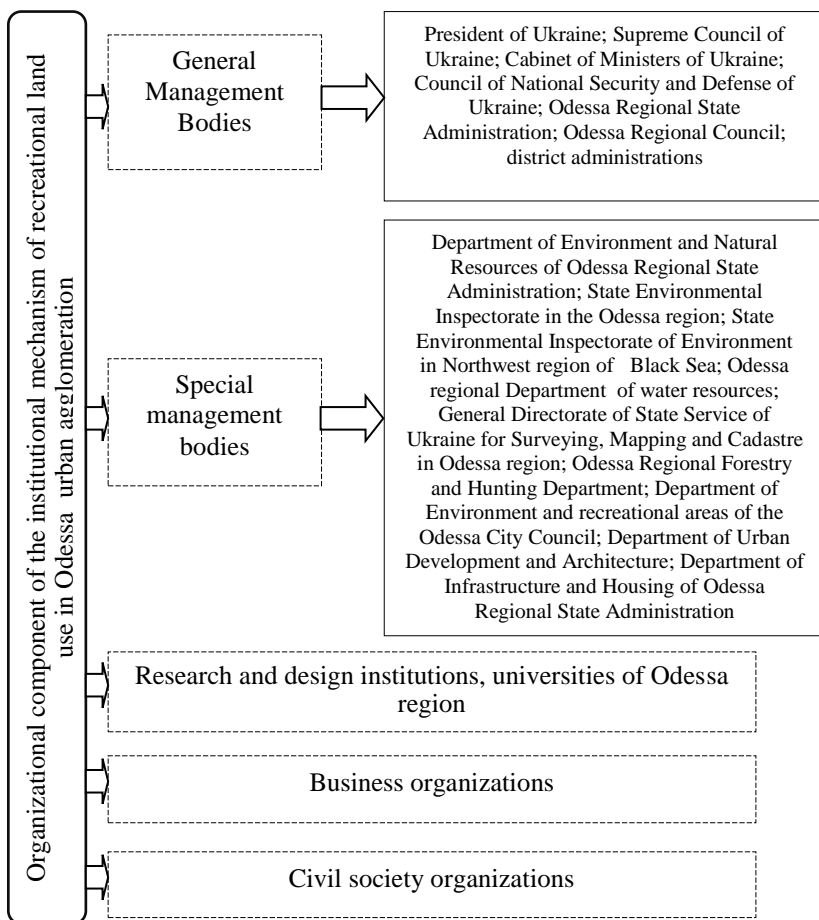 Organizational component of the institutional mechanism of recreational land
use in Odessa urban agglomeration
General
Management
Bodies
President of Ukraine; Supreme Council of
Ukraine; Cabinet of Ministers of Ukraine;
Council of National Security and Defense of
Ukraine; Odessa Regional State
Administration; Odessa Regional Council;
district administrations
Special
management
bodies
Department of Environment and Natural
Resources of Odessa Regional State
Administration; State Environmental
Inspectorate in the Odessa region; State
Environmental Inspectorate of Environment
in Northwest region of Black Sea; Odessa
regional Department of water resources;
General Directorate of State Service of
Ukraine for Surveying, Mapping and Cadastre
in Odessa region; Odessa Regional Forestry
and Hunting Department; Department of
Environment and recreational areas of the
Odessa City Council; Department of Urban
Development and Architecture; Department of
Infrastructure and Housing of Odessa
Regional State Administration
Research and design institutions, universities of Odessa
region
Business organizations
Civil society organizations